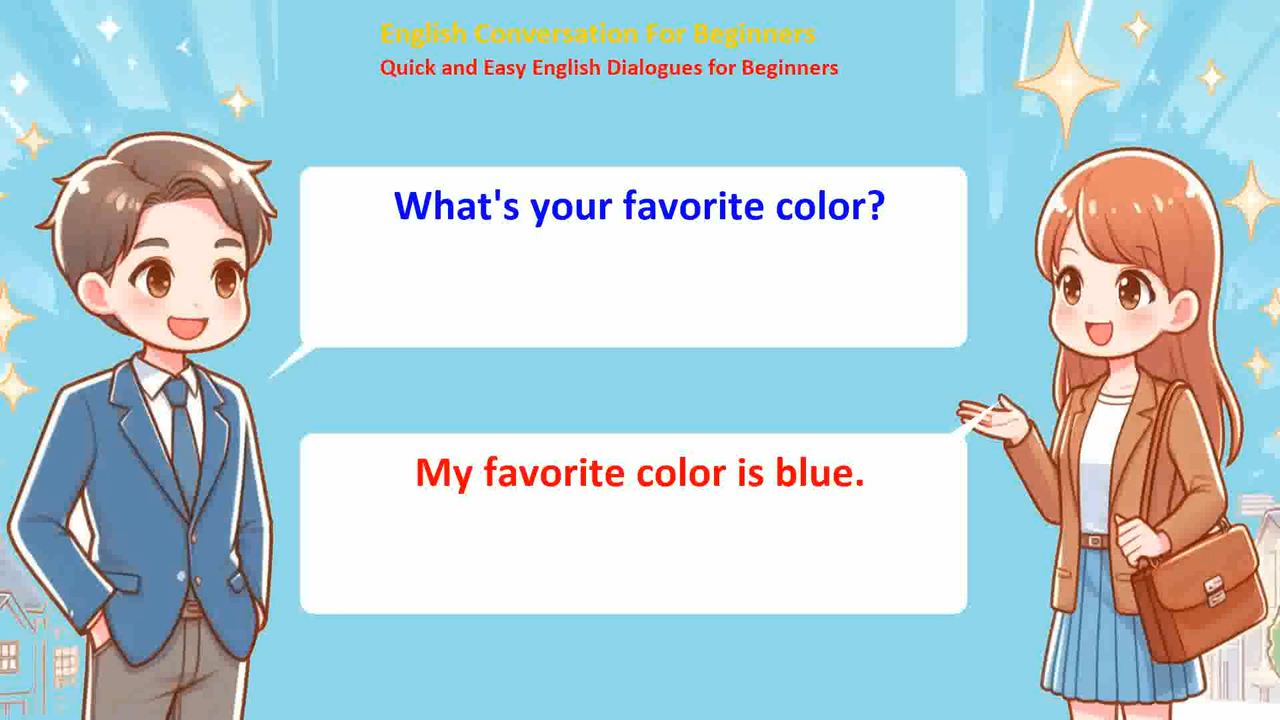 English Conversation For Beginners
Quick and Easy English Dialogues for Beginners
What's your favorite color?
My favorite color is blue.